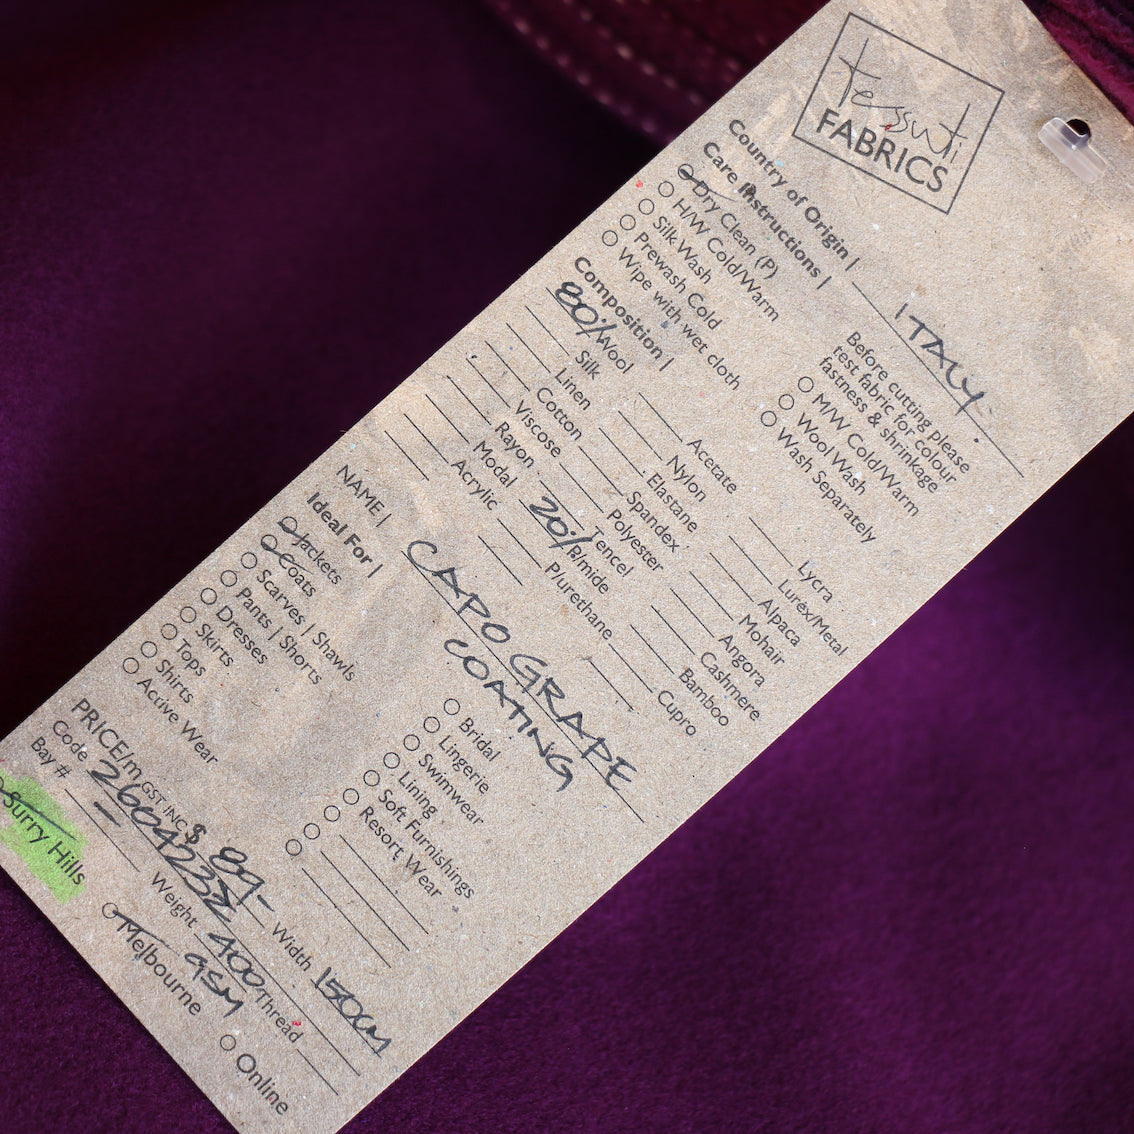 tessuti
FABRICS
Country of Origin | ITALY
Care Instructions |
Dry Clean (P)
H/W Cold/Warm
Silk Wash
Prewash Cold
Wipe with wet cloth
Before cutting please
test fabric for colour
fastness & shrinkage
M/W Cold/Warm
Wool Wash
Wash Separately
Composition |
80% Wool
Silk
Linen
Cotton
Viscose
Rayon
Modal
Acrylic
Acetate
Nylon
Elastane
Spandex
Polyester
Tencel
20% P/mide
Plurethane
Lycra
Lurex/Metal
Alpaca
Mohair
Angora
Cashmere
Bamboo
Cupro
NAME | CAPO GRAPE
COATING
Ideal For |
Jackets
Coats
Scarves | Shawls
Pants | Shorts
Dresses
Skirts
Tops
Shirts
Active Wear
Bridal
Lingerie
Swimwear
Lining
Soft Furnishings
Resort Wear
PRICE/m GST INC $ 89- Width 150cm
Code 260423Σ Weight 400 Thread
gsm
Bay # =
Surry Hills
Melbourne
Online